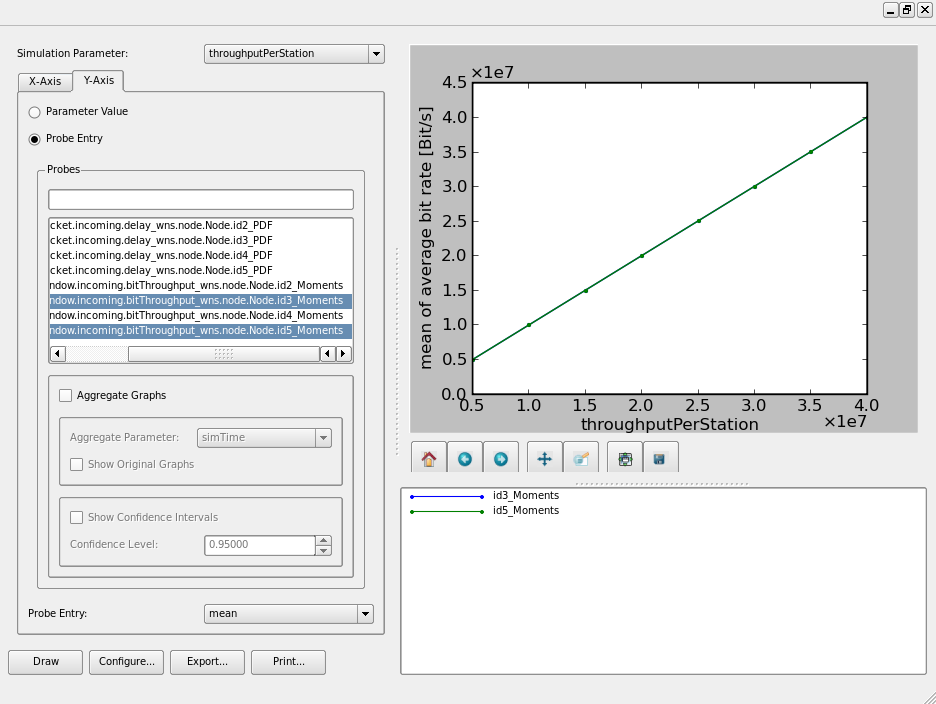 Simulation Parameter: throughputPerStation
X-Axis Y-Axis
Parameter Value
Probe Entry
Probes
cket.incoming.delay_wns.node.Node.id2_PDF
cket.incoming.delay_wns.node.Node.id3_PDF
cket.incoming.delay_wns.node.Node.id4_PDF
cket.incoming.delay_wns.node.Node.id5_PDF
ndow.incoming.bitThroughput_wns.node.Node.id2_Moments
ndow.incoming.bitThroughput_wns.node.Node.id3_Moments
ndow.incoming.bitThroughput_wns.node.Node.id4_Moments
ndow.incoming.bitThroughput_wns.node.Node.id5_Moments
Aggregate Graphs
Aggregate Parameter: simTime
Show Original Graphs
Show Confidence Intervals
Confidence Level: 0.95000
Probe Entry: mean
Draw Configure... Export... Print...
×1e7
4.5
4.0
3.5
3.0
2.5
2.0
1.5
1.0
0.5
0.0
mean of average bit rate [Bit/s]
0.5 1.0 1.5 2.0 2.5 3.0 3.5 4.0
throughputPerStation ×1e7
id3_Moments
id5_Moments